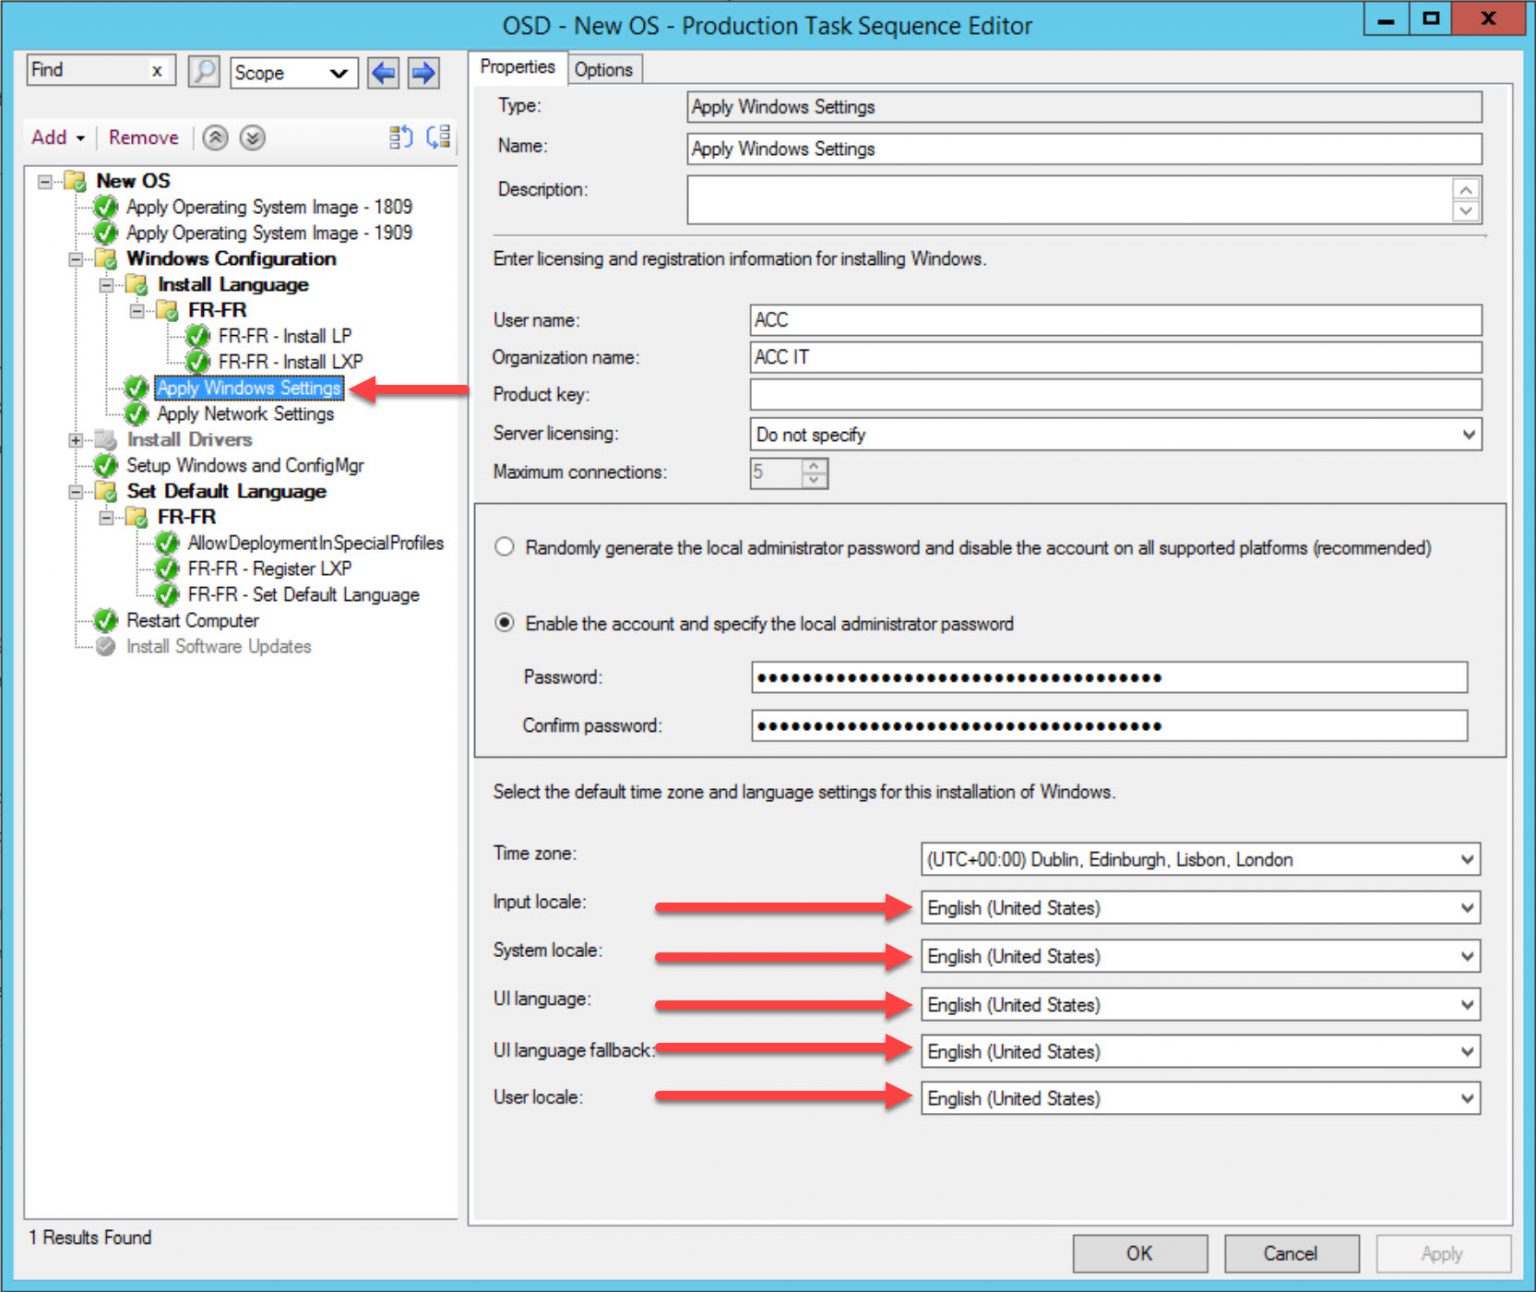 OSD - New OS - Production Task Sequence Editor
Find x
Scope
Add Remove
New OS
Apply Operating System Image - 1809
Apply Operating System Image - 1909
Windows Configuration
Install Language
FR-FR
FR-FR - Install LP
FR-FR - Install LXP
Apply Windows Settings
Apply Network Settings
Install Drivers
Setup Windows and ConfigMgr
Set Default Language
FR-FR
AllowDeploymentInSpecialProfiles
FR-FR - Register LXP
FR-FR - Set Default Language
Restart Computer
Install Software Updates
1 Results Found
Properties Options
Type: Apply Windows Settings
Name: Apply Windows Settings
Description:
Enter licensing and registration information for installing Windows.
User name: ACC
Organization name: ACC IT
Product key:
Server licensing: Do not specify
Maximum connections: 5
Randomly generate the local administrator password and disable the account on all supported platforms (recommended)
Enable the account and specify the local administrator password
Password: ••••••••••••••••••••••••••••••••••••
Confirm password: ••••••••••••••••••••••••••••••••••••
Select the default time zone and language settings for this installation of Windows.
Time zone: (UTC+00:00) Dublin, Edinburgh, Lisbon, London
Input locale: English (United States)
System locale: English (United States)
UI language: English (United States)
UI language fallback: English (United States)
User locale: English (United States)
OK Cancel Apply